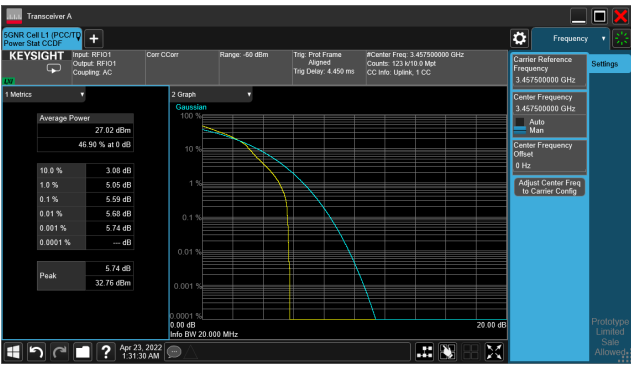 Transceiver A
5GNR Cell L1 (PCC/TD
Power Stat CCDF
Frequency
KEYSIGHT
LXI
Input: RFIO1
Output: RFIO1
Coupling: AC
Corr CCorr
Range: -60 dBm
Trig: Prot Frame
Aligned
Trig Delay: 4.450 ms
#Center Freq: 3.457500000 GHz
Counts: 123 k/10.0 Mpt
CC Info: Uplink, 1 CC
1 Metrics
Average Power
27.02 dBm
46.90 % at 0 dB
10.0 % 3.08 dB
1.0 % 5.05 dB
0.1 % 5.59 dB
0.01 % 5.68 dB
0.001 % 5.74 dB
0.0001 % --- dB
Peak
5.74 dB
32.76 dBm
2 Graph
Gaussian
100 %
10 %
1 %
0.1 %
0.01 %
0.001 %
0.0001 %
0.00 dB
20.00 dB
Info BW 20.000 MHz
Carrier Reference
Frequency
3.457500000 GHz
Center Frequency
3.457500000 GHz
Auto
Man
Center Frequency
Offset
0 Hz
Adjust Center Freq
to Carrier Config
Settings
Prototype
Limited
Sale
Allowed
Apr 23, 2022
1:31:30 AM